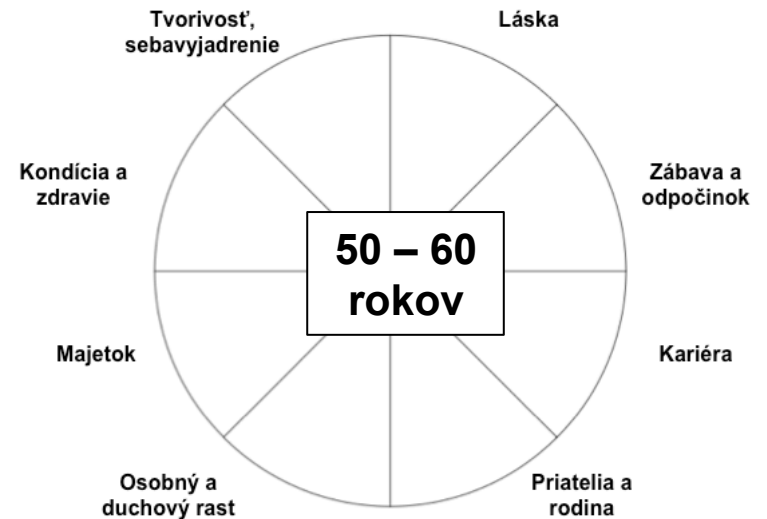 Tvorivosť,
sebavyjadrenie
Láska
Kondícia a
zdravie
Zábava a
odpočinok
50 – 60
rokov
Majetok
Kariéra
Osobný a
duchový rast
Priatelia a
rodina